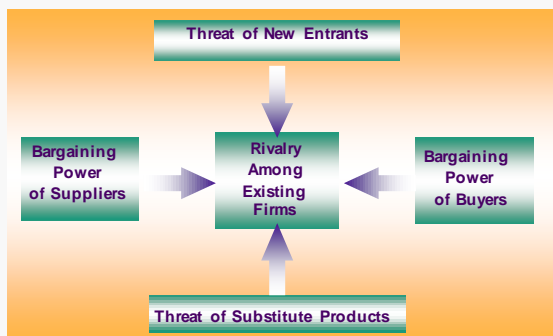 Threat of New Entrants
Bargaining
Power
of Suppliers
Rivalry
Among
Existing
Firms
Bargaining
Power
of Buyers
Threat of Substitute Products